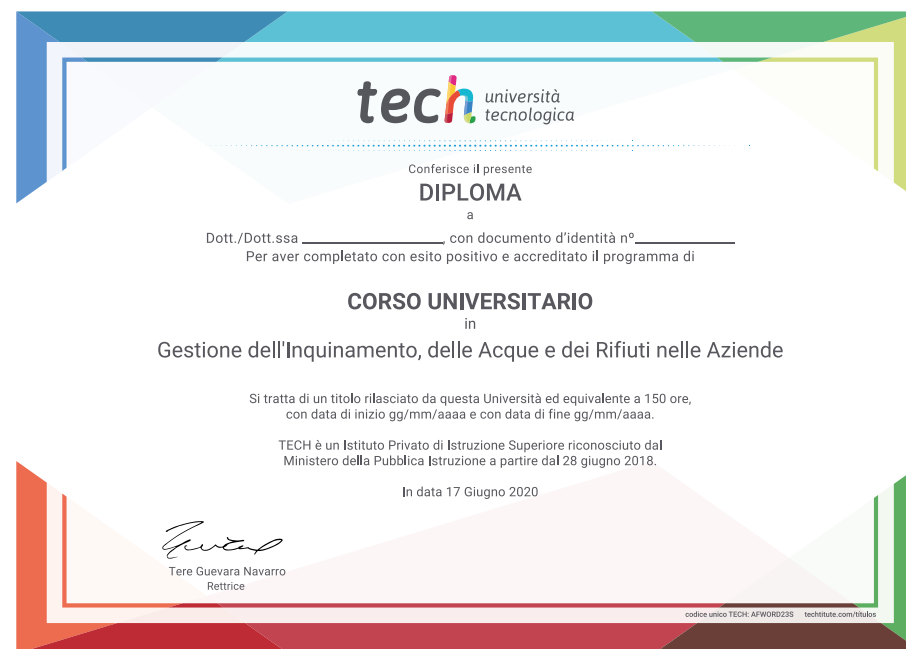 tech università
tecnologica
Conferisce il presente
DIPLOMA
a
Dott./Dott.ssa ____________________, con documento d'identità nº______________
Per aver completato con esito positivo e accreditato il programma di
CORSO UNIVERSITARIO
in
Gestione dell'Inquinamento, delle Acque e dei Rifiuti nelle Aziende
Si tratta di un titolo rilasciato da questa Università ed equivalente a 150 ore,
con data di inizio gg/mm/aaaa e con data di fine gg/mm/aaaa.
TECH è un Istituto Privato di Istruzione Superiore riconosciuto dal
Ministero della Pubblica Istruzione a partire dal 28 giugno 2018.
In data 17 Giugno 2020
Tere Guevara Navarro
Rettrice
codice unico TECH: AFWORD23S techtitute.com/titulos